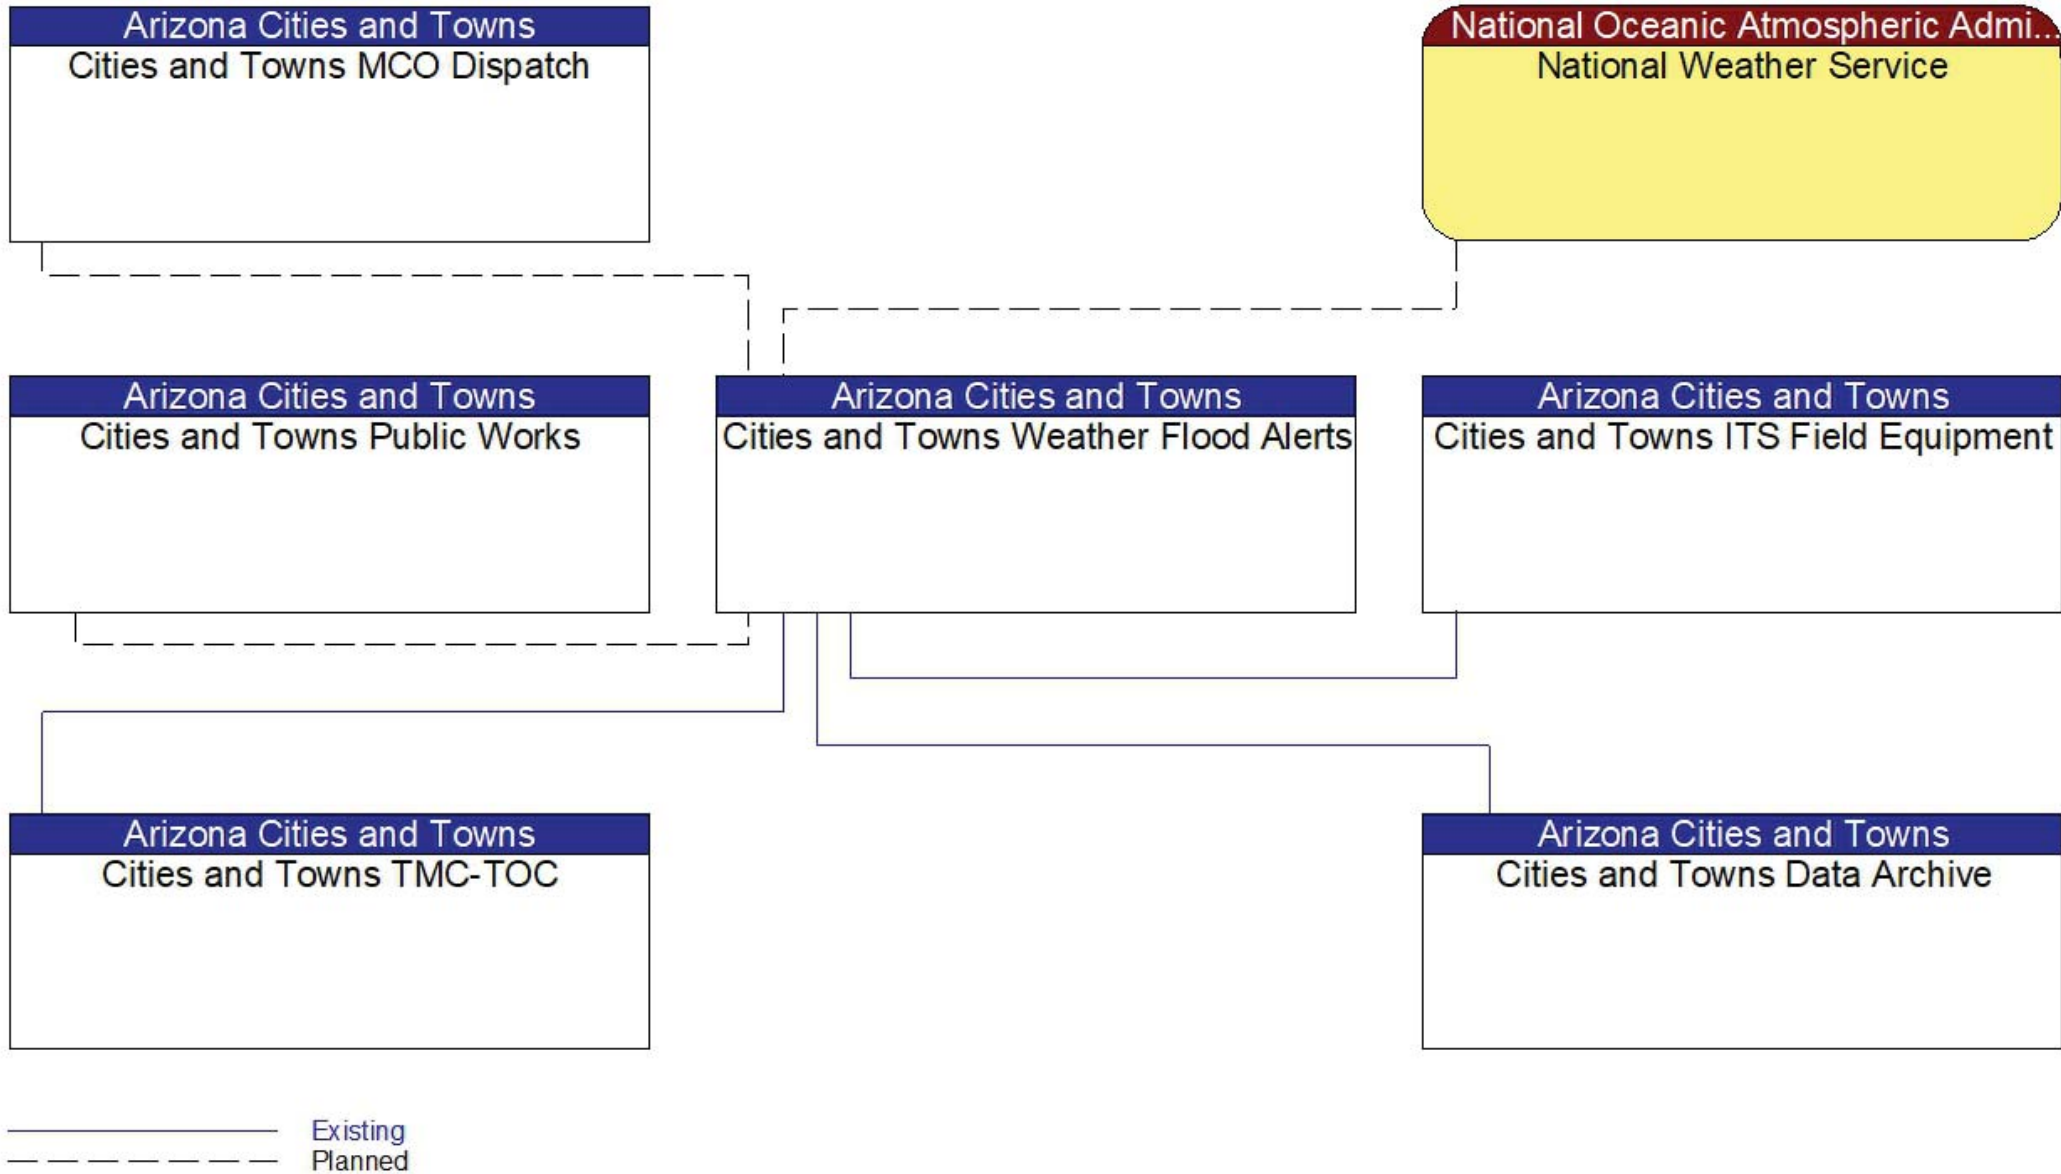 Arizona Cities and Towns
Cities and Towns MCO Dispatch
National Oceanic Atmospheric Admi...
National Weather Service
Arizona Cities and Towns
Cities and Towns Public Works
Arizona Cities and Towns
Cities and Towns Weather Flood Alerts
Arizona Cities and Towns
Cities and Towns ITS Field Equipment
Arizona Cities and Towns
Cities and Towns TMC-TOC
Arizona Cities and Towns
Cities and Towns Data Archive
Existing
Planned